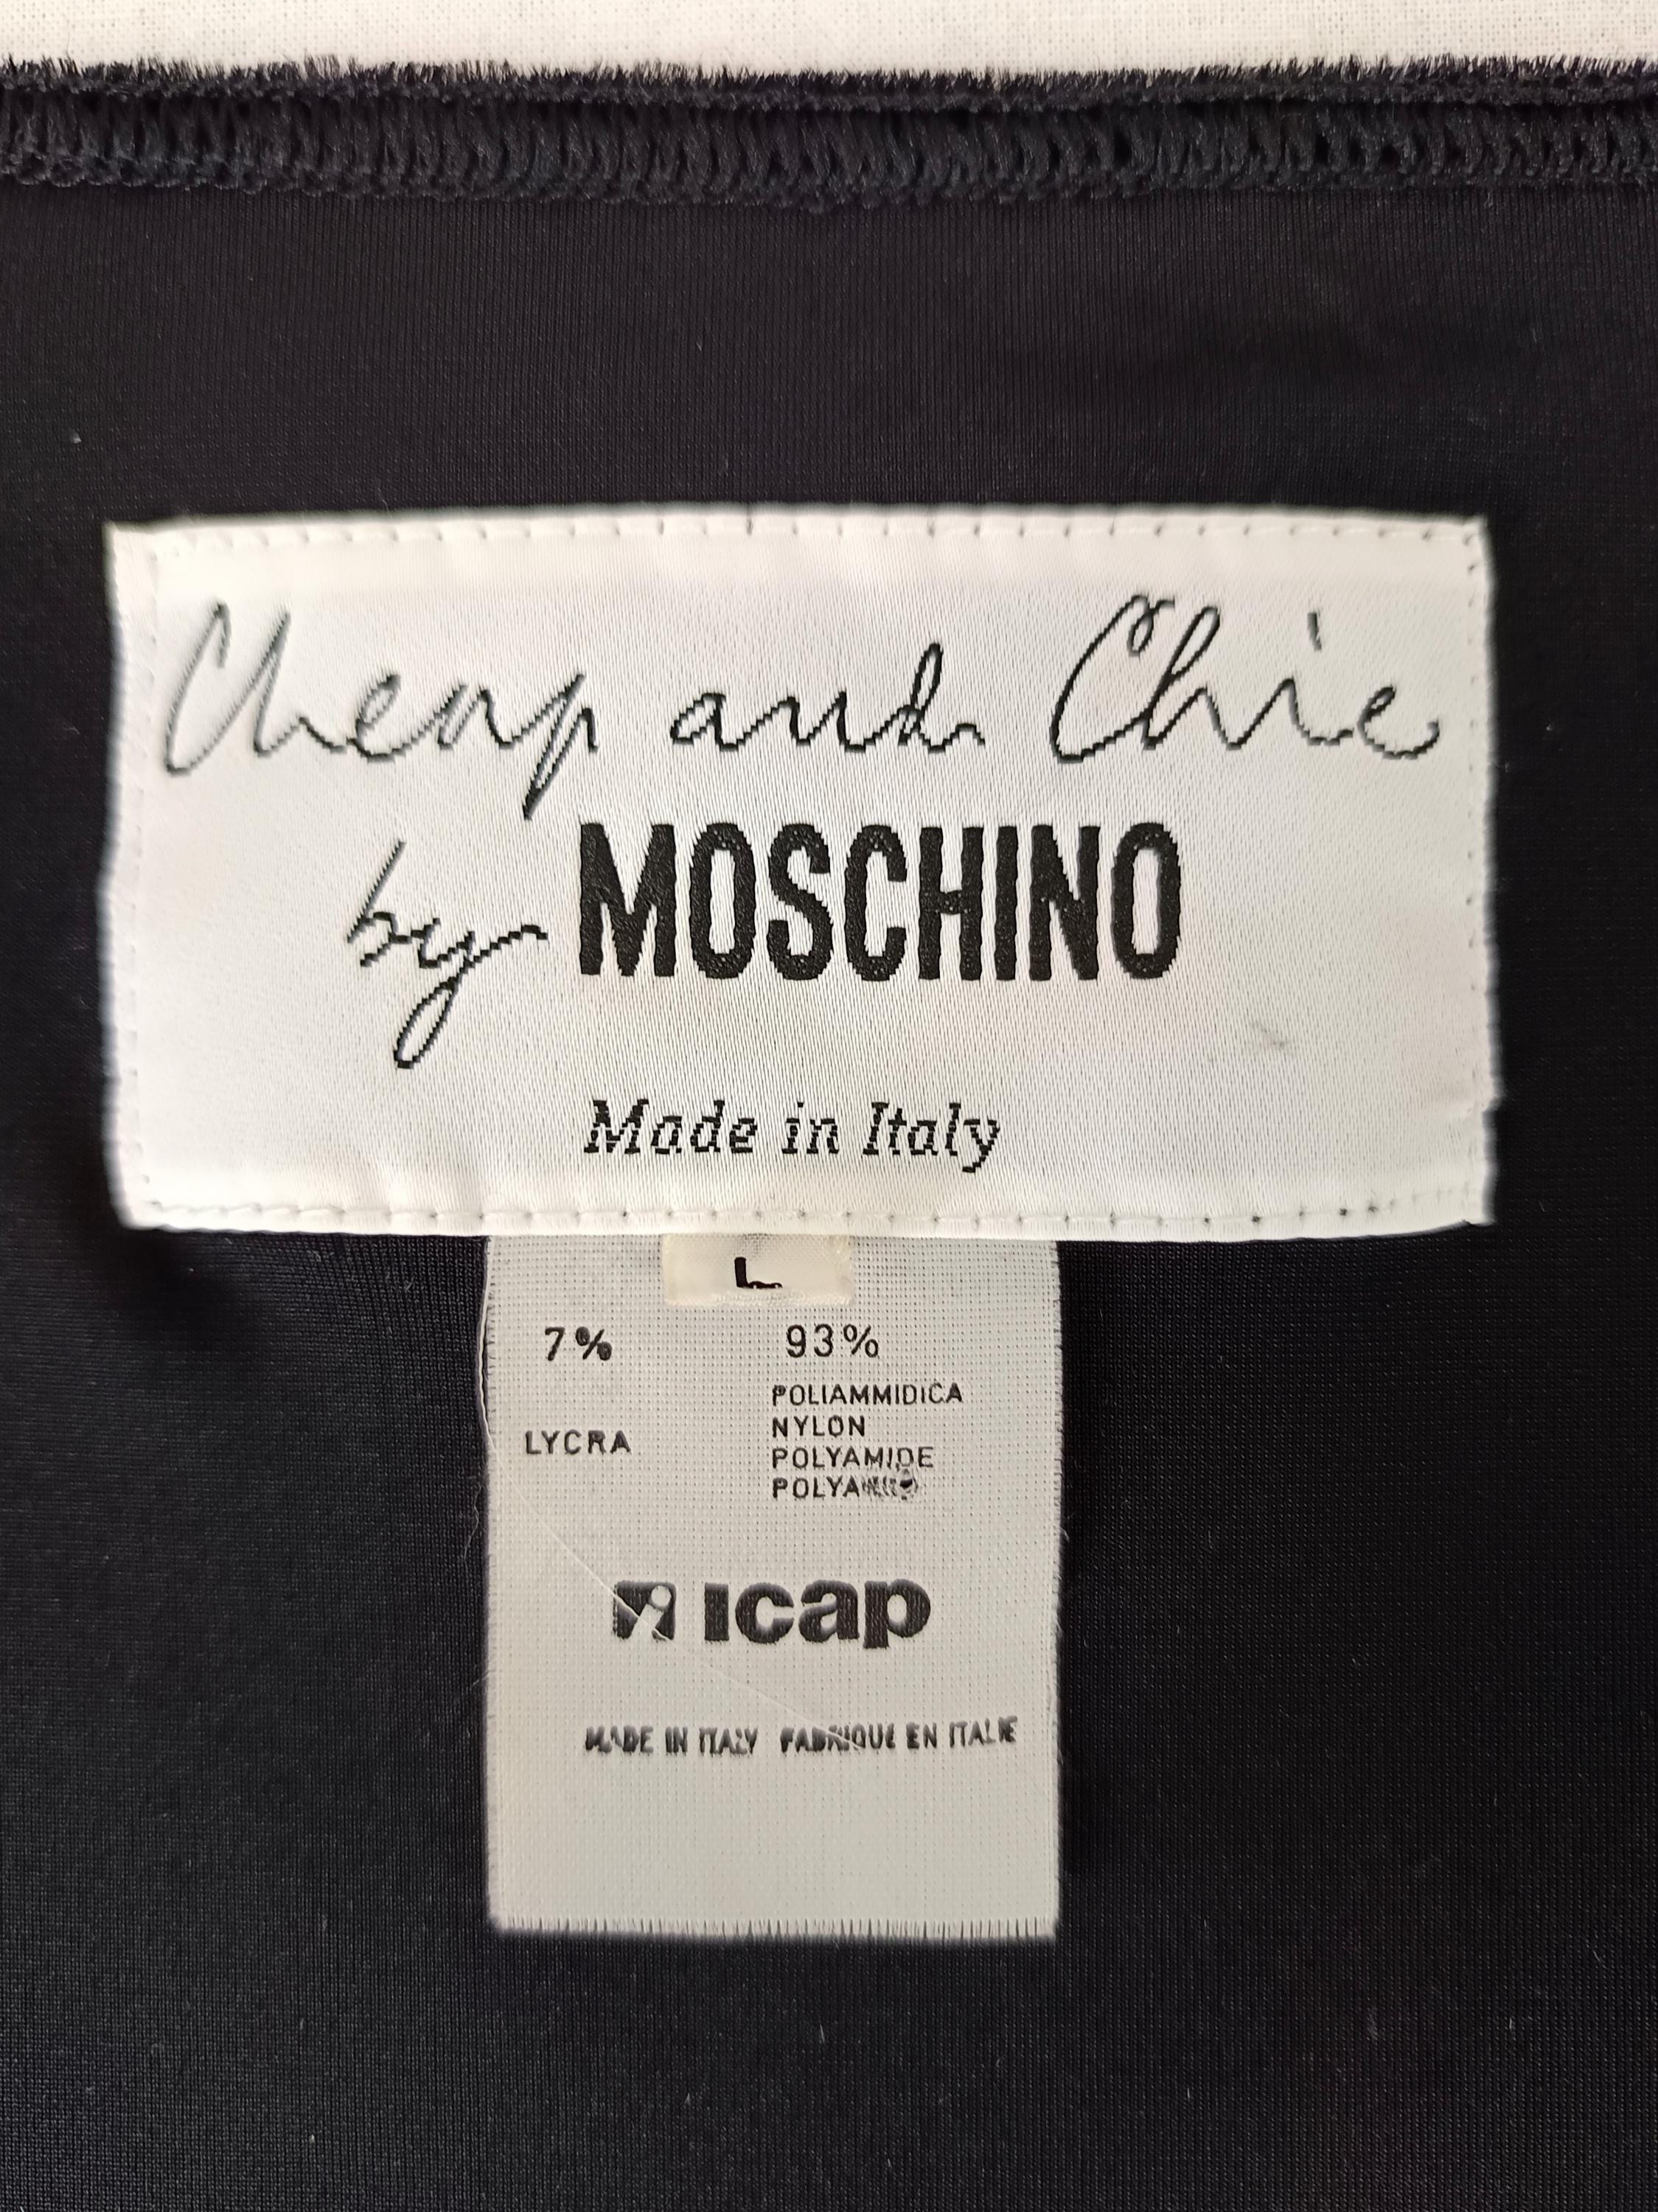 Cheap and Chic
by MOSCHINO
Made in Italy
L
7% 93%
POLIAMMIDICA
NYLON
LYCRA
POLYAMIDE
icap
MADE IN ITALY FABRIQUE EN ITALIE